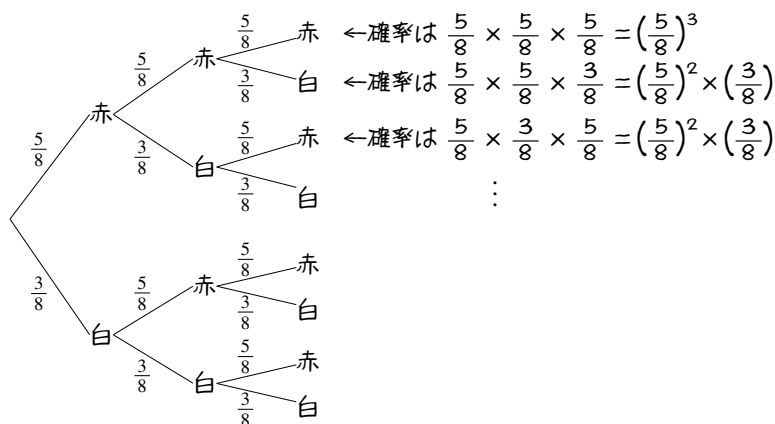 5/8 赤 ←確率は 5/8 × 5/8 × 5/8 = (5/8)³
5/8 赤
3/8 白 ←確率は 5/8 × 5/8 × 3/8 = (5/8)² × (3/8)
赤
5/8 赤 ←確率は 5/8 × 3/8 × 5/8 = (5/8)² × (3/8)
5/8 3/8 白
3/8 白 ⋮
5/8 赤
3/8 5/8 赤
3/8 白
白
5/8 赤
3/8 白
3/8 白